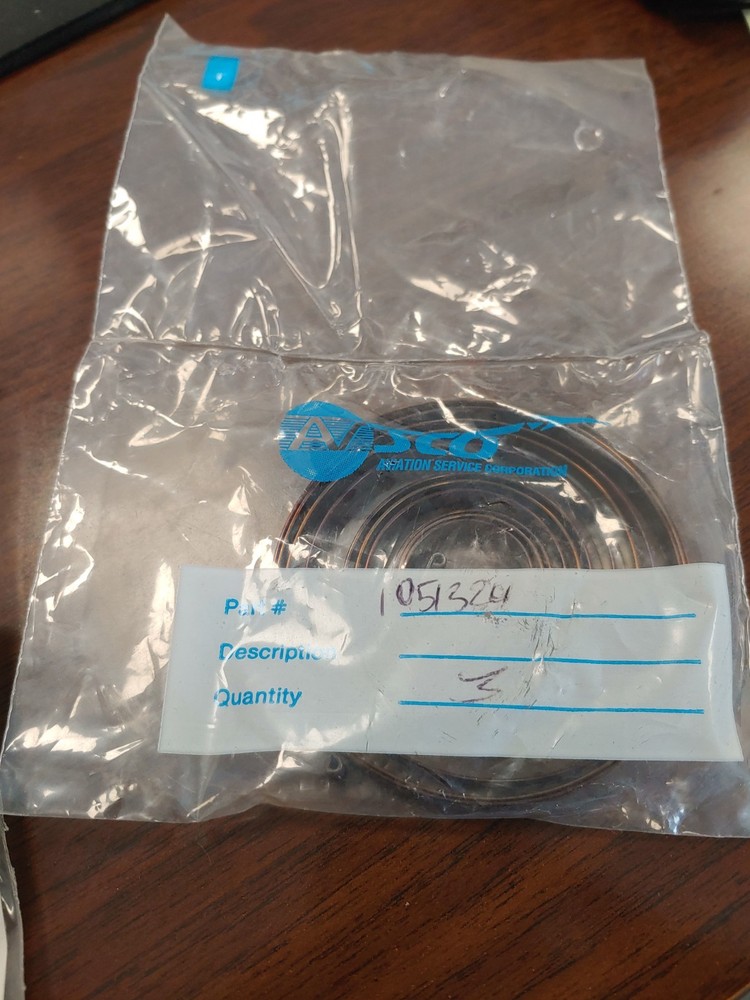 AVSCO
AVIATION SERVICE CORPORATION
Part # 1051324
Description
Quantity 3